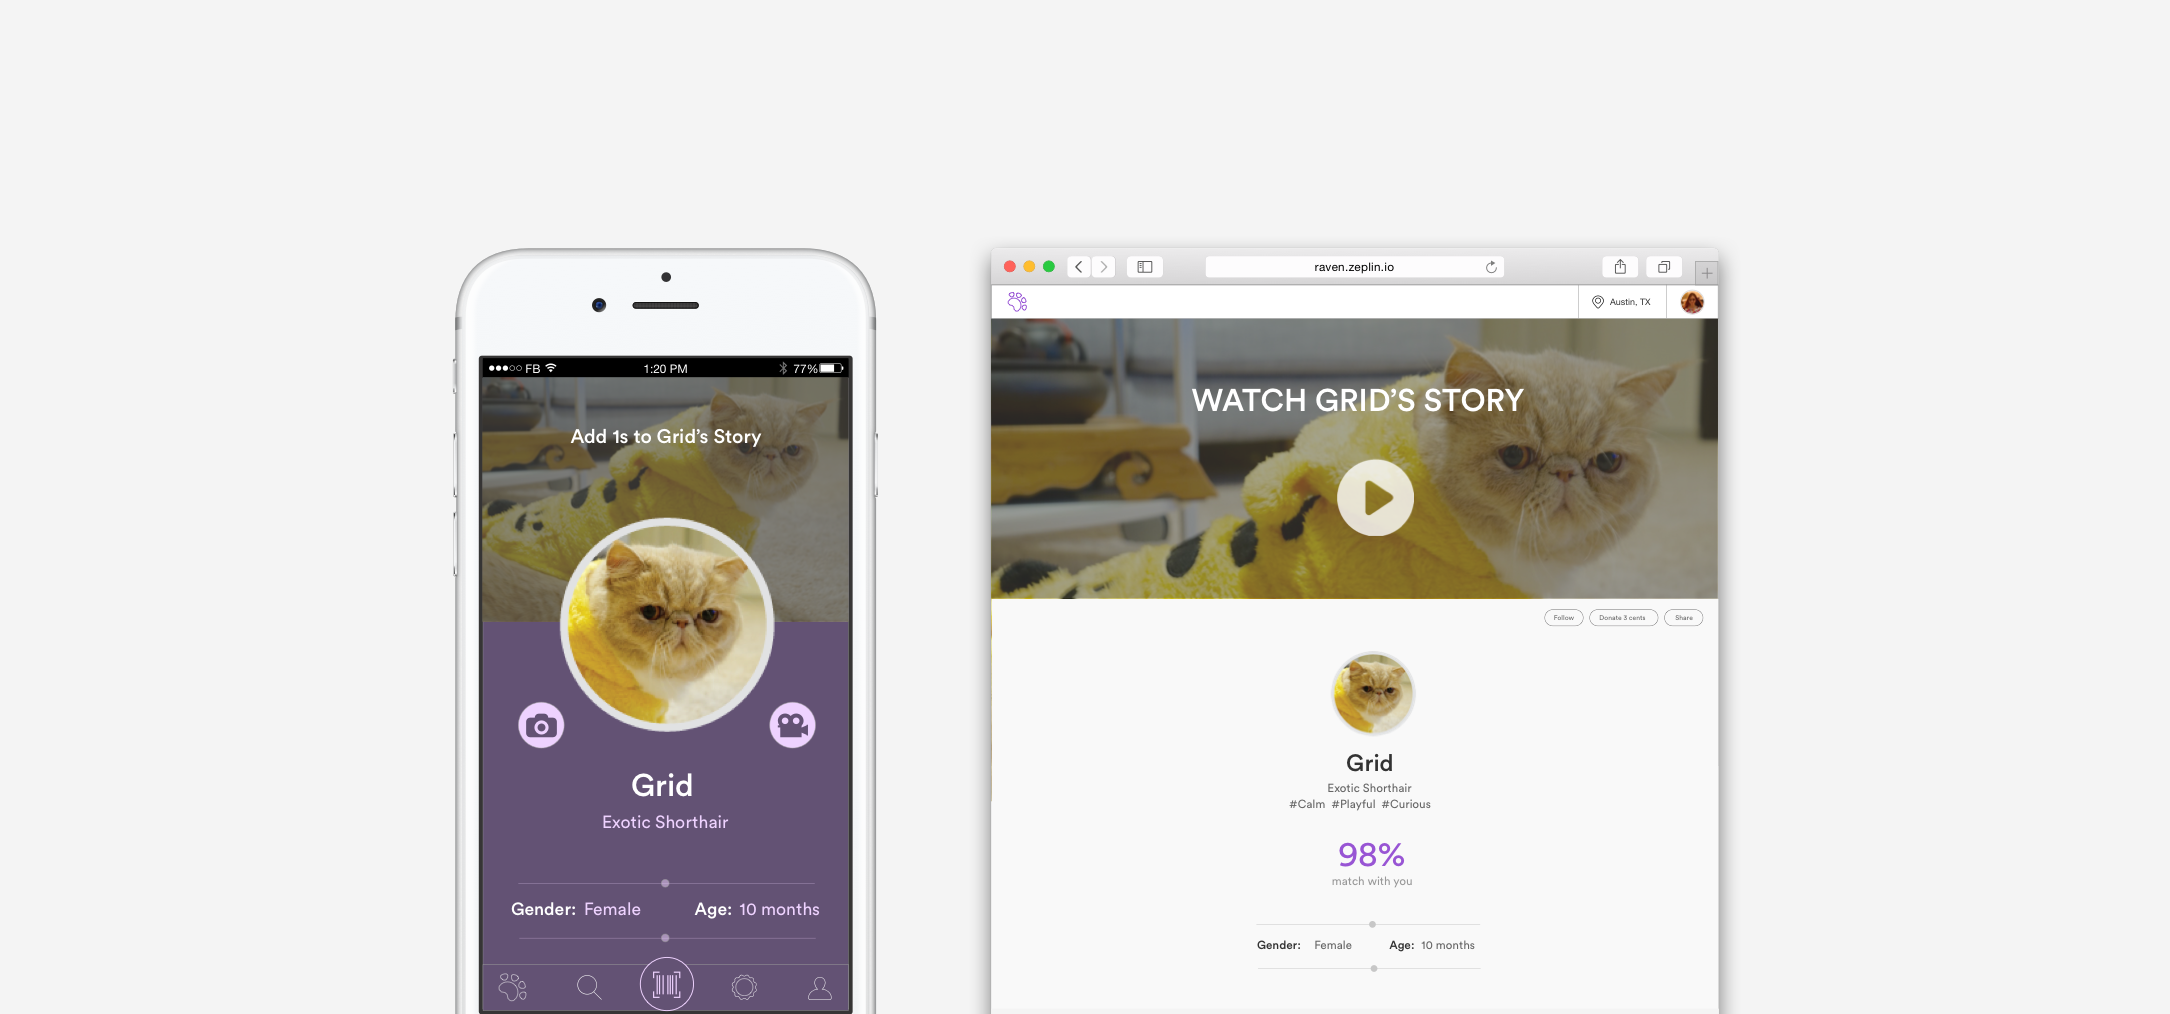 FB 1:20 PM 77%
Add 1s to Grid’s Story
Grid
Exotic Shorthair
Gender: Female Age: 10 months
raven.zeplin.io
Austin, TX
WATCH GRID’S STORY
Follow Donate 3 cents Share
Grid
Exotic Shorthair
#Calm #Playful #Curious
98%
match with you
Gender: Female Age: 10 months